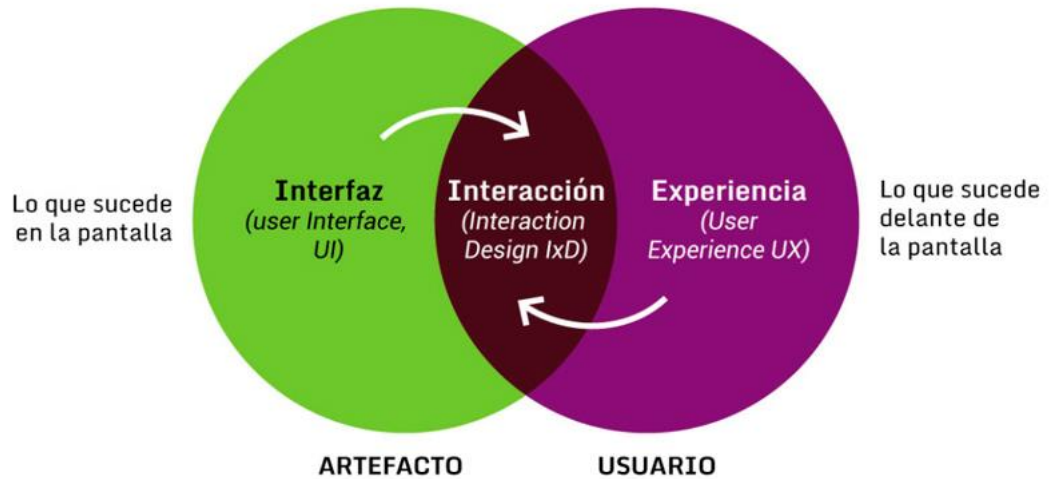 Lo que sucede
en la pantalla
Interfaz
(user Interface,
UI)
Interacción
(Interaction
Design IxD)
Experiencia
(User
Experience UX)
Lo que sucede
delante de
la pantalla
ARTEFACTO
USUARIO